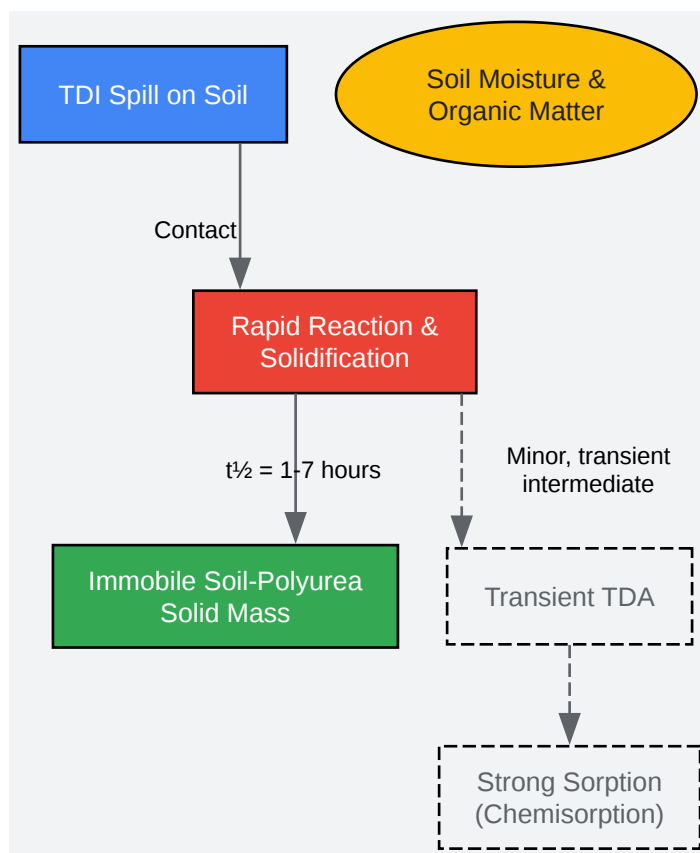 TDI Spill on Soil
Soil Moisture &
Organic Matter
Contact
Rapid Reaction &
Solidification
t½ = 1-7 hours
Minor, transient
intermediate
Immobile Soil-Polyurea
Solid Mass
Transient TDA
Strong Sorption
(Chemisorption)